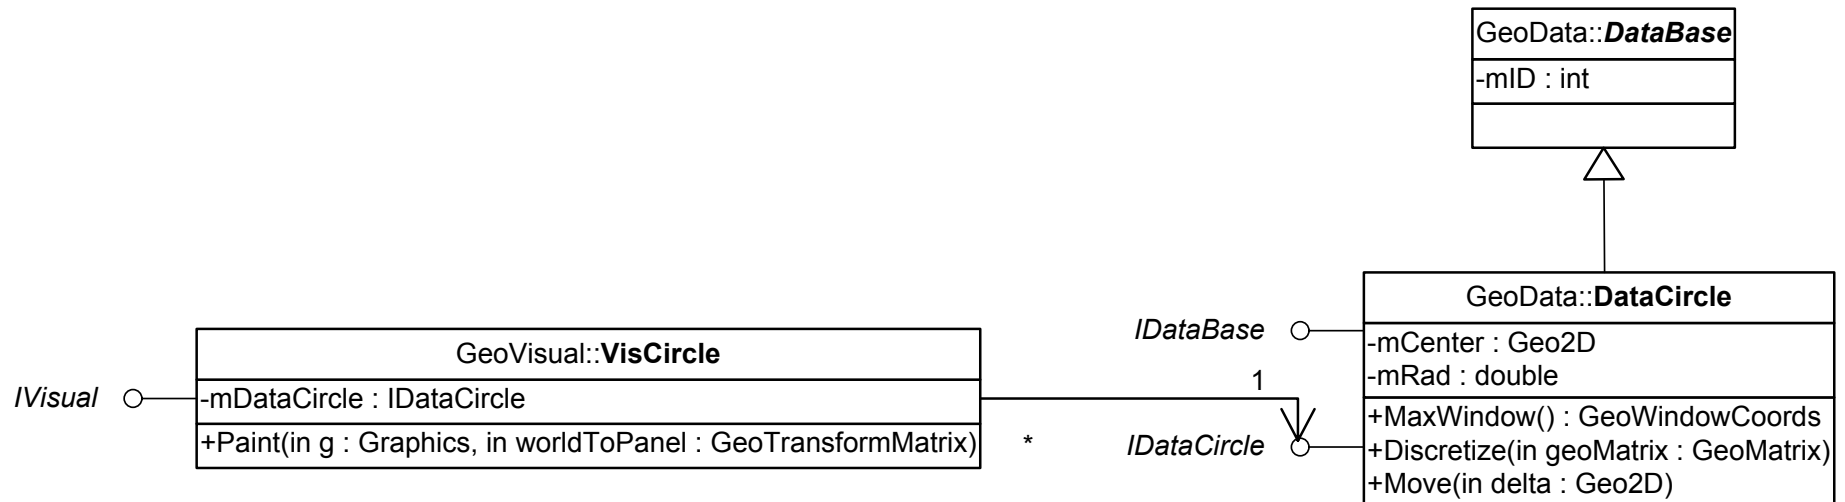 GeoData::DataBase
-mID : int
GeoData::DataCircle
IDataBase
-mCenter : Geo2D
-mRad : double
GeoVisual::VisCircle
IVisual
-mDataCircle : IDataCircle
1
+MaxWindow() : GeoWindowCoords
+Paint(in g : Graphics, in worldToPanel : GeoTransformMatrix)
*
IDataCircle
+Discretize(in geoMatrix : GeoMatrix)
+Move(in delta : Geo2D)